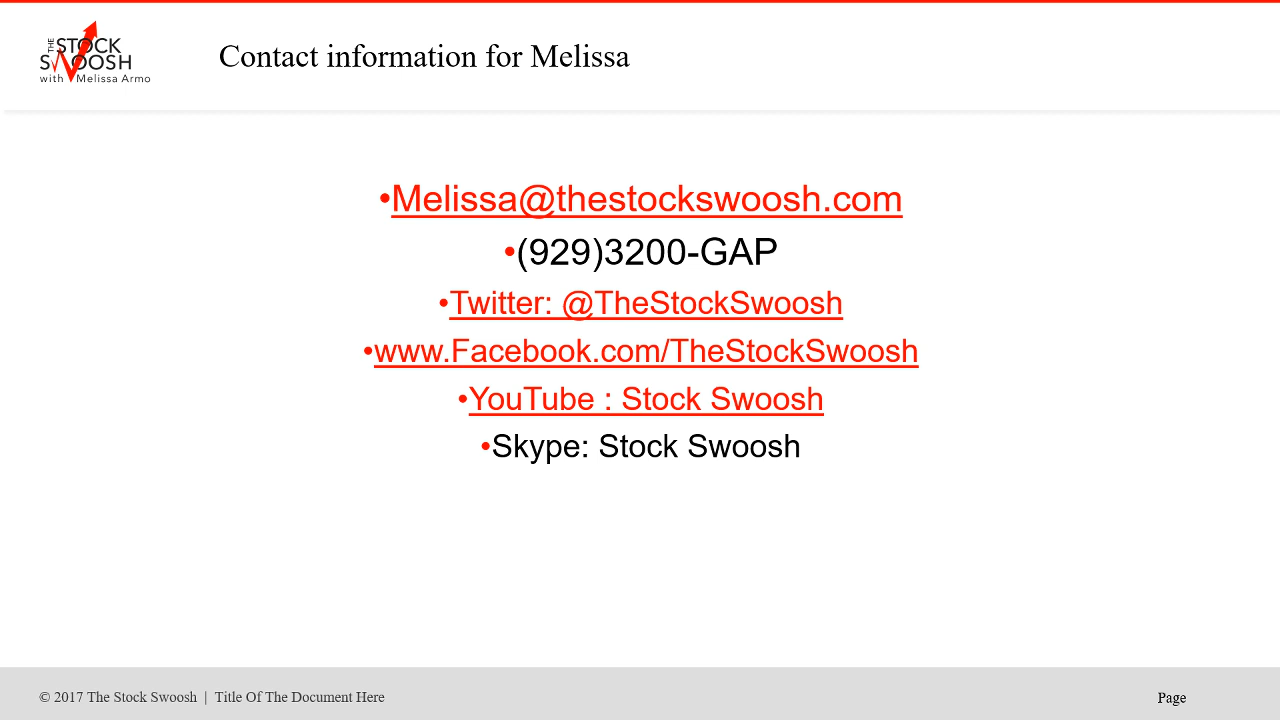 THE STOCK
SWOOSH
with Melissa Armo
Contact information for Melissa
•Melissa@thestockswoosh.com
•(929)3200-GAP
•Twitter: @TheStockSwoosh
•www.Facebook.com/TheStockSwoosh
•YouTube : Stock Swoosh
•Skype: Stock Swoosh
© 2017 The Stock Swoosh | Title Of The Document Here
Page